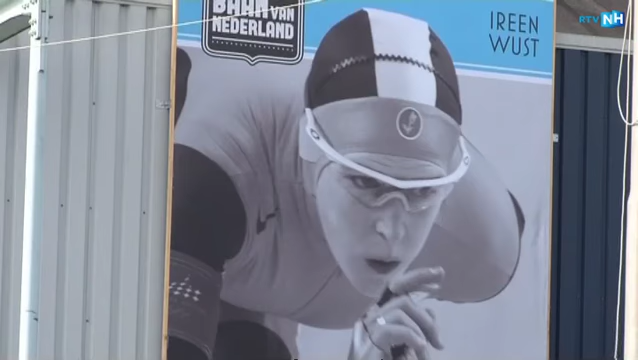 BAAN VAN
NEDERLAND
IREEN
WUST
RTV NH